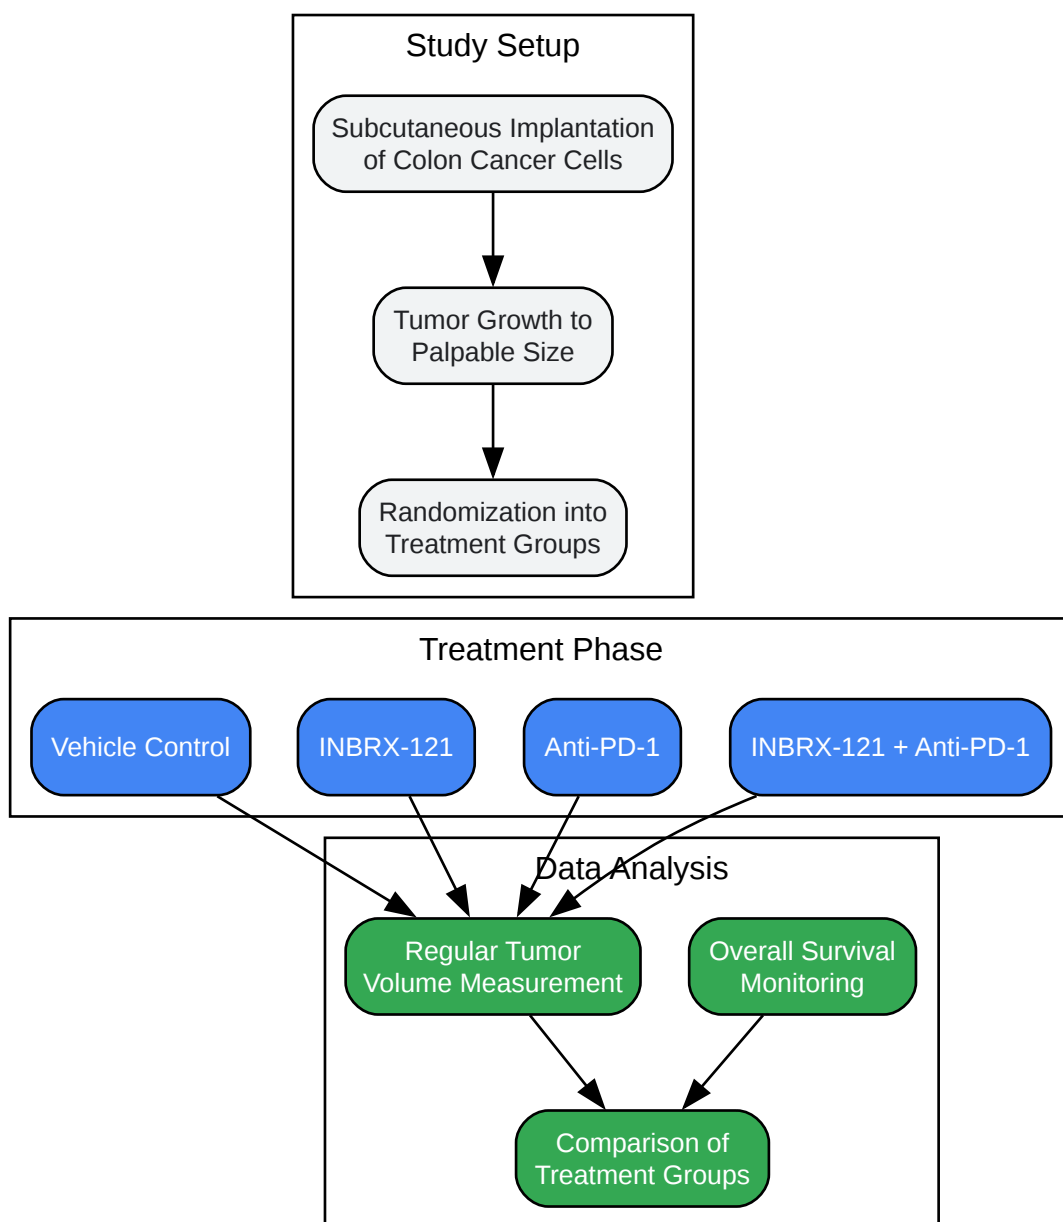 Study Setup
Subcutaneous Implantation
of Colon Cancer Cells
Tumor Growth to
Palpable Size
Randomization into
Treatment Groups
Treatment Phase
Vehicle Control
INBRX-121
Anti-PD-1
INBRX-121 + Anti-PD-1
Data Analysis
Regular Tumor
Volume Measurement
Overall Survival
Monitoring
Comparison of
Treatment Groups